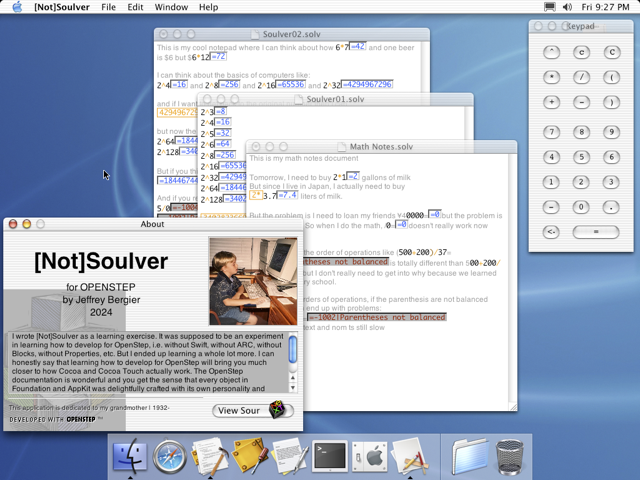 [Not]Soulver File Edit Window Help Fri 9:27 PM
Soulver02.solv
This is my cool notepad where I can think about how 6*7=42 and one beer
is $6 but $6*12=72
I can think about the basics of computers like:
2^4=16 and 2^8=256 and 2^16=65536 and 2^32=4294967296
and if I wan
429496729
but now the
2^64=1844
2^128=340
But if you th
=18446744
And if you
5/0=-100
Soulver01.solv
2^3=8
2^4=16
2^5=32
2^6=64
2^8=256
2^16=65536
2^32=42949
2^64=18446
2^128=3402
Math Notes.solv
This is my math notes document
Tomorrow, I need to buy 2*1=2 gallons of milk
But since I live in Japan, I actually need to buy
2*3.7=7.4 liters of milk.
But the problem is I need to loan my friends ¥40000 =0 but the problem is
So when I do the math, /0=0 doesn't really work now
the order of operations like (500+200)/37=
theses not balanced is totally different than 500+200/
but I don't really need to get into why because we learned
ry school.
rders of operations, if the parenthesis are not balanced
end up with problems:
=-1002|Parentheses not balanced
text and nom ts still slow
Keypad
^ c C
* / (
+ - )
7 8 9
4 5 6
1 2 3
- 0 .
<- =
About
[Not]Soulver
for OPENSTEP
by Jeffrey Bergier
2024
I wrote [Not]Soulver as a learning exercise. It was supposed to be an experiment
in learning how to develop for OpenStep, i.e. without Swift, without ARC, without
Blocks, without Properties, etc. But I ended up learning a whole lot more. I can
honestly say that learning how to develop for OpenStep will bring you much
closer to how Cocoa and Cocoa Touch actually work. The OpenStep
documentation is wonderful and you get the sense that every object in
Foundation and AppKit was delightfully crafted with its own personality and
This application is dedicated to my grandmother | 1932-
DEVELOPED WITH OPENSTEP™
View Sour